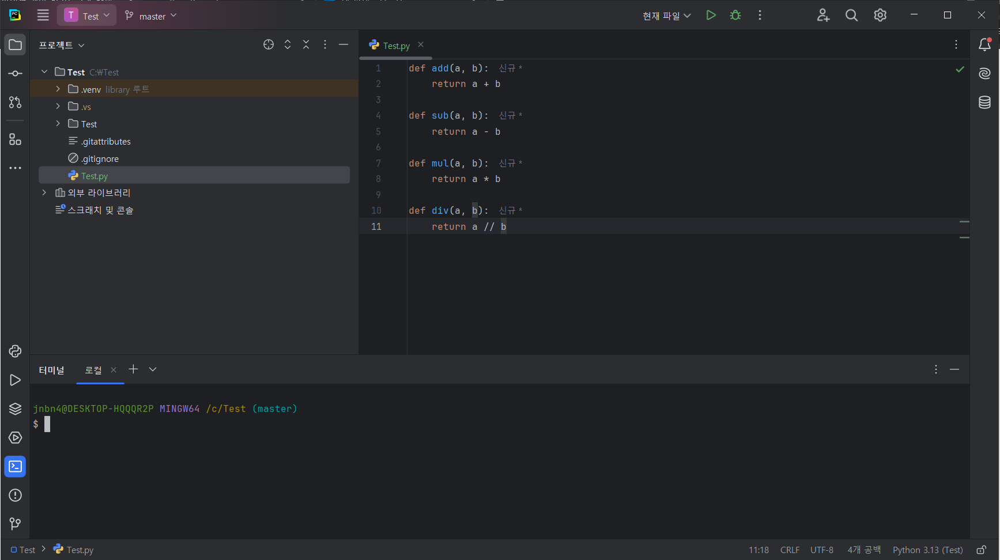 PC
T Test master 현재 파일
프로젝트
Test C:\Test
.venv library 루트
.vs
Test
.gitattributes
.gitignore
Test.py
외부 라이브러리
스크래치 및 콘솔
Test.py
1 def add(a, b): 신규 *
2 return a + b
3
4 def sub(a, b): 신규 *
5 return a - b
6
7 def mul(a, b): 신규 *
8 return a * b
9
10 def div(a, b): 신규 *
11 return a // b
터미널 로컬
jnbn4@DESKTOP-HQQQR2P MINGW64 /c/Test (master)
$
Test > Test.py 11:18 CRLF UTF-8 4개 공백 Python 3.13 (Test)